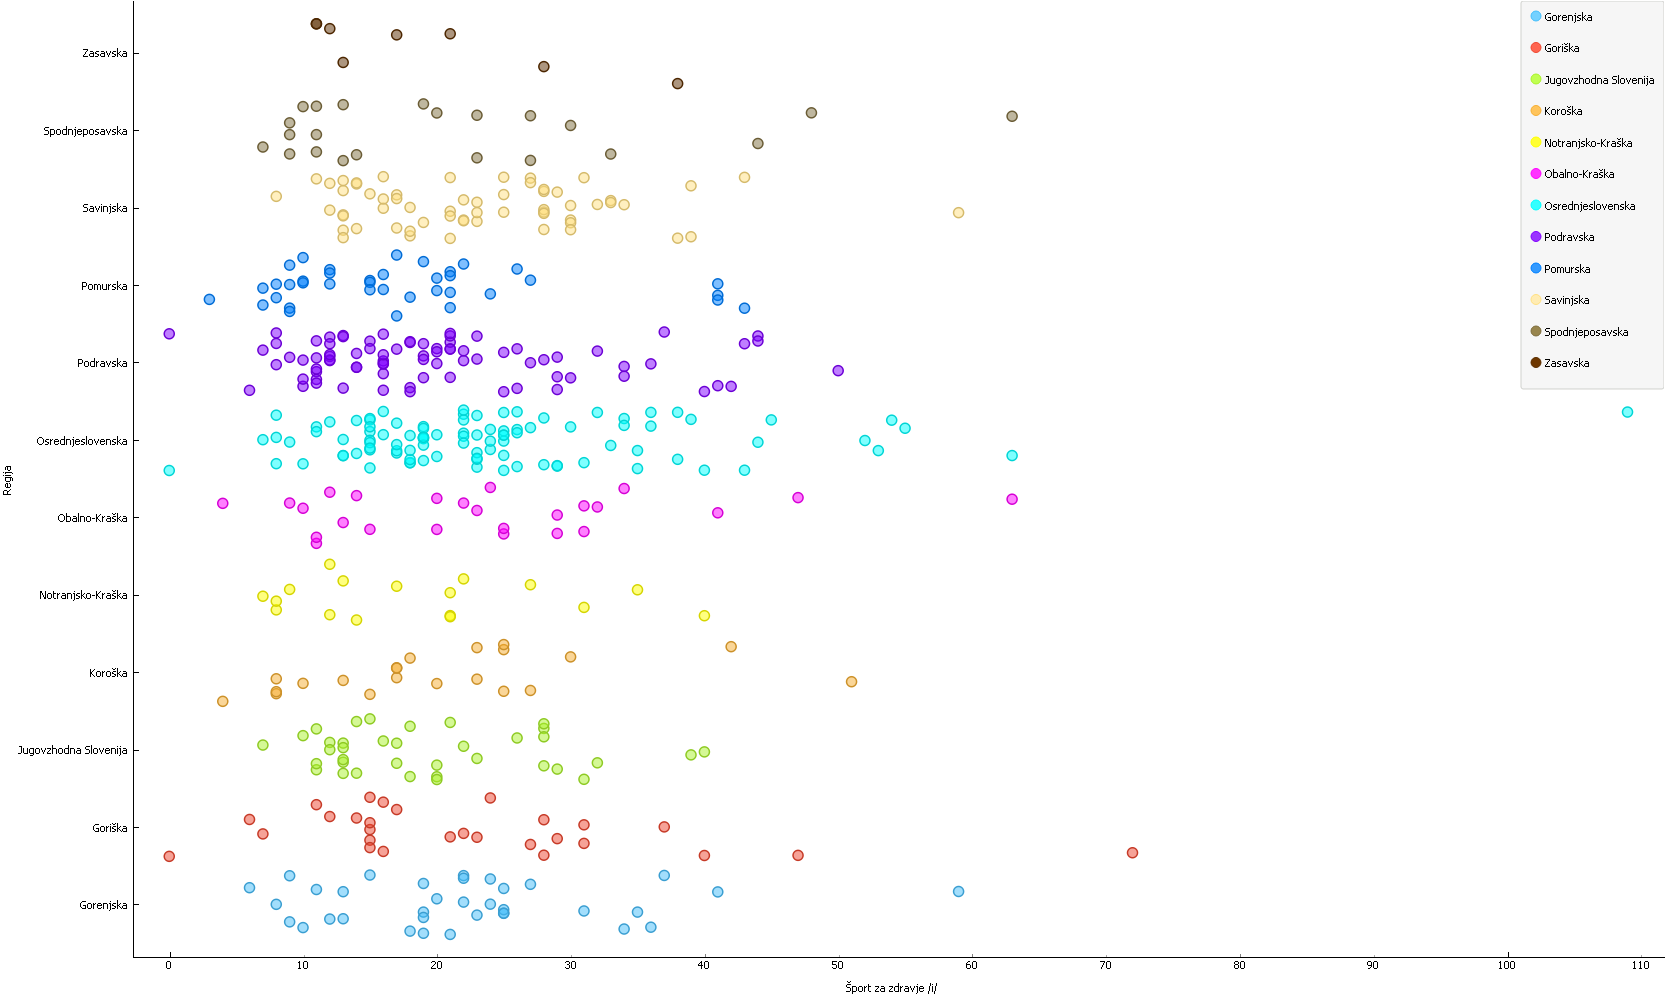 Regija
Zasavska
Spodnjeposavska
Savinjska
Pomurska
Podravska
Osrednjeslovenska
Obalno-Kraška
Notranjsko-Kraška
Koroška
Jugovzhodna Slovenija
Goriška
Gorenjska
0 10 20 30 40 50 60 70 80 90 100 110
Šport za zdravje /i/
Gorenjska
Goriška
Jugovzhodna Slovenija
Koroška
Notranjsko-Kraška
Obalno-Kraška
Osrednjeslovenska
Podravska
Pomurska
Savinjska
Spodnjeposavska
Zasavska